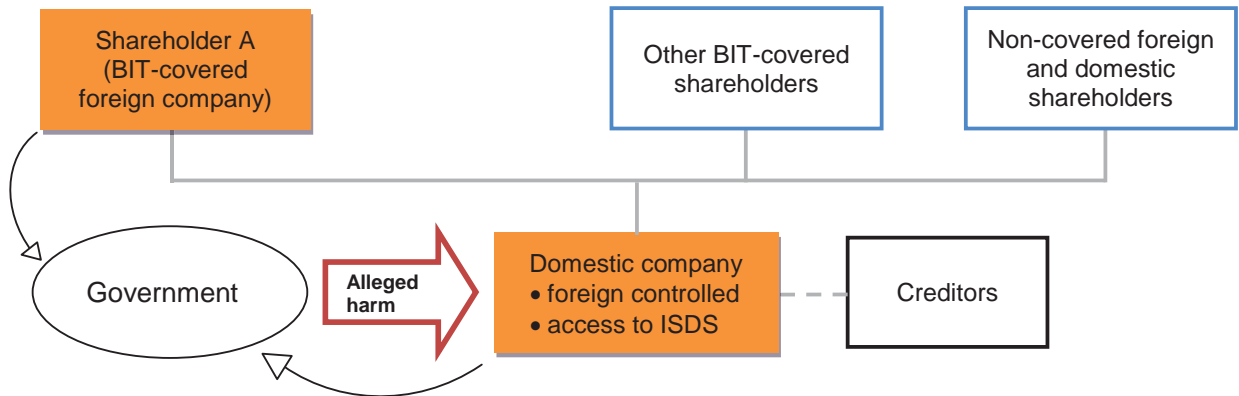 Shareholder A
(BIT-covered
foreign company)
Other BIT-covered
shareholders
Non-covered foreign
and domestic
shareholders
Government
Alleged
harm
Domestic company
• foreign controlled
• access to ISDS
Creditors